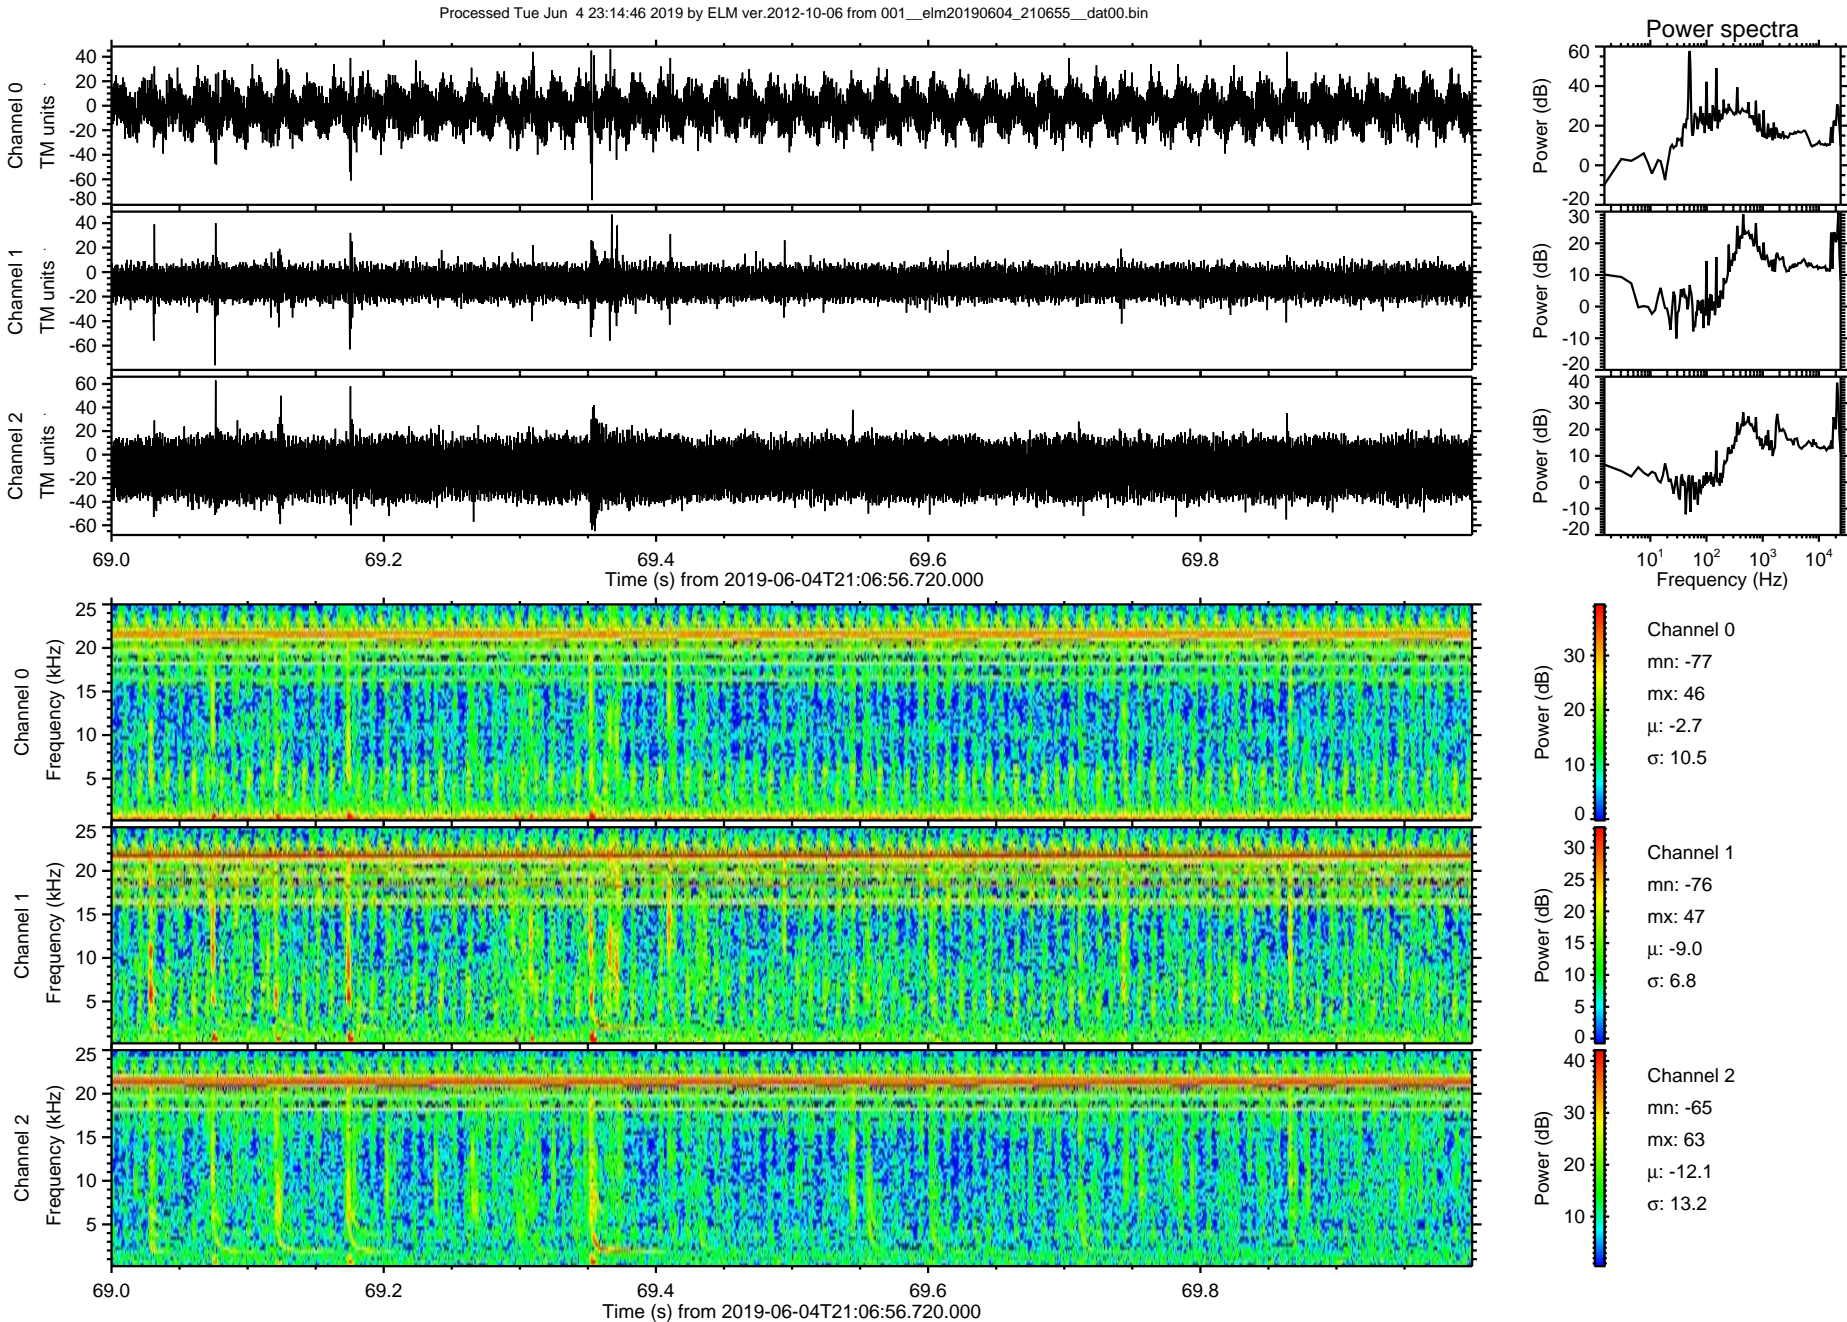 Processed Tue Jun  4 23:14:46 2019 by ELM ver.2012-10-06 from 001__elm20190604_210655__dat00.bin
Power spectra
Channel 0
TM units
40
20
0
-20
-40
-60
-80
Power (dB)
60
40
20
0
-20
Channel 1
TM units
40
20
0
-20
-40
-60
Power (dB)
30
20
10
0
-10
-20
Channel 2
TM units
60
40
20
0
-20
-40
-60
Power (dB)
40
30
20
10
0
-10
-20
69.0 69.2 69.4 69.6 69.8
Time (s) from 2019-06-04T21:06:56.720.000
10^1 10^2 10^3 10^4
Frequency (Hz)
Channel 0
Frequency (kHz)
25
20
15
10
5
Power (dB)
30
20
10
0
Channel 0
mn: -77
mx: 46
μ: -2.7
σ: 10.5
Channel 1
Frequency (kHz)
25
20
15
10
5
Power (dB)
30
25
20
15
10
5
0
Channel 1
mn: -76
mx: 47
μ: -9.0
σ: 6.8
Channel 2
Frequency (kHz)
25
20
15
10
5
Power (dB)
40
30
20
10
Channel 2
mn: -65
mx: 63
μ: -12.1
σ: 13.2
69.0 69.2 69.4 69.6 69.8
Time (s) from 2019-06-04T21:06:56.720.000